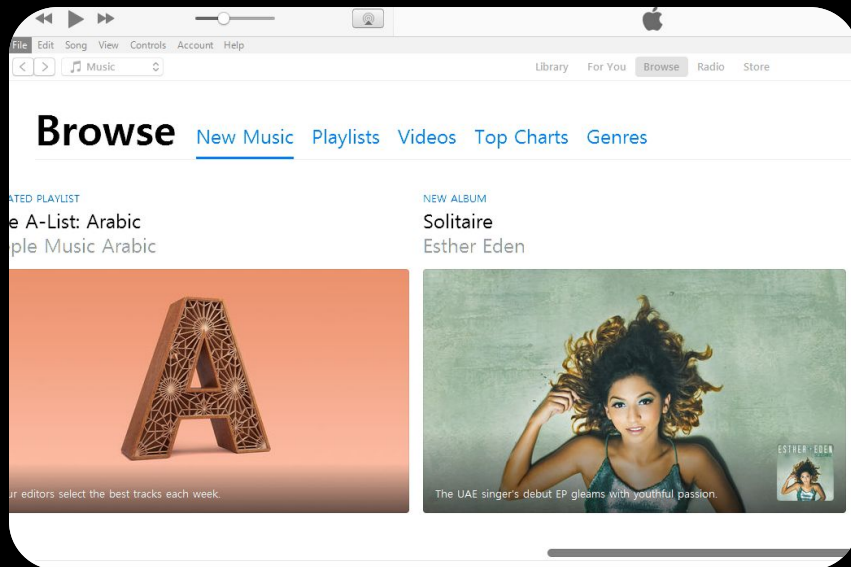 File Edit Song View Controls Account Help
Music
Library For You Browse Radio Store
Browse New Music Playlists Videos Top Charts Genres
ATED PLAYLIST
e A-List: Arabic
ple Music Arabic
ur editors select the best tracks each week.
NEW ALBUM
Solitaire
Esther Eden
ESTHER · EDEN
The UAE singer's debut EP gleams with youthful passion.